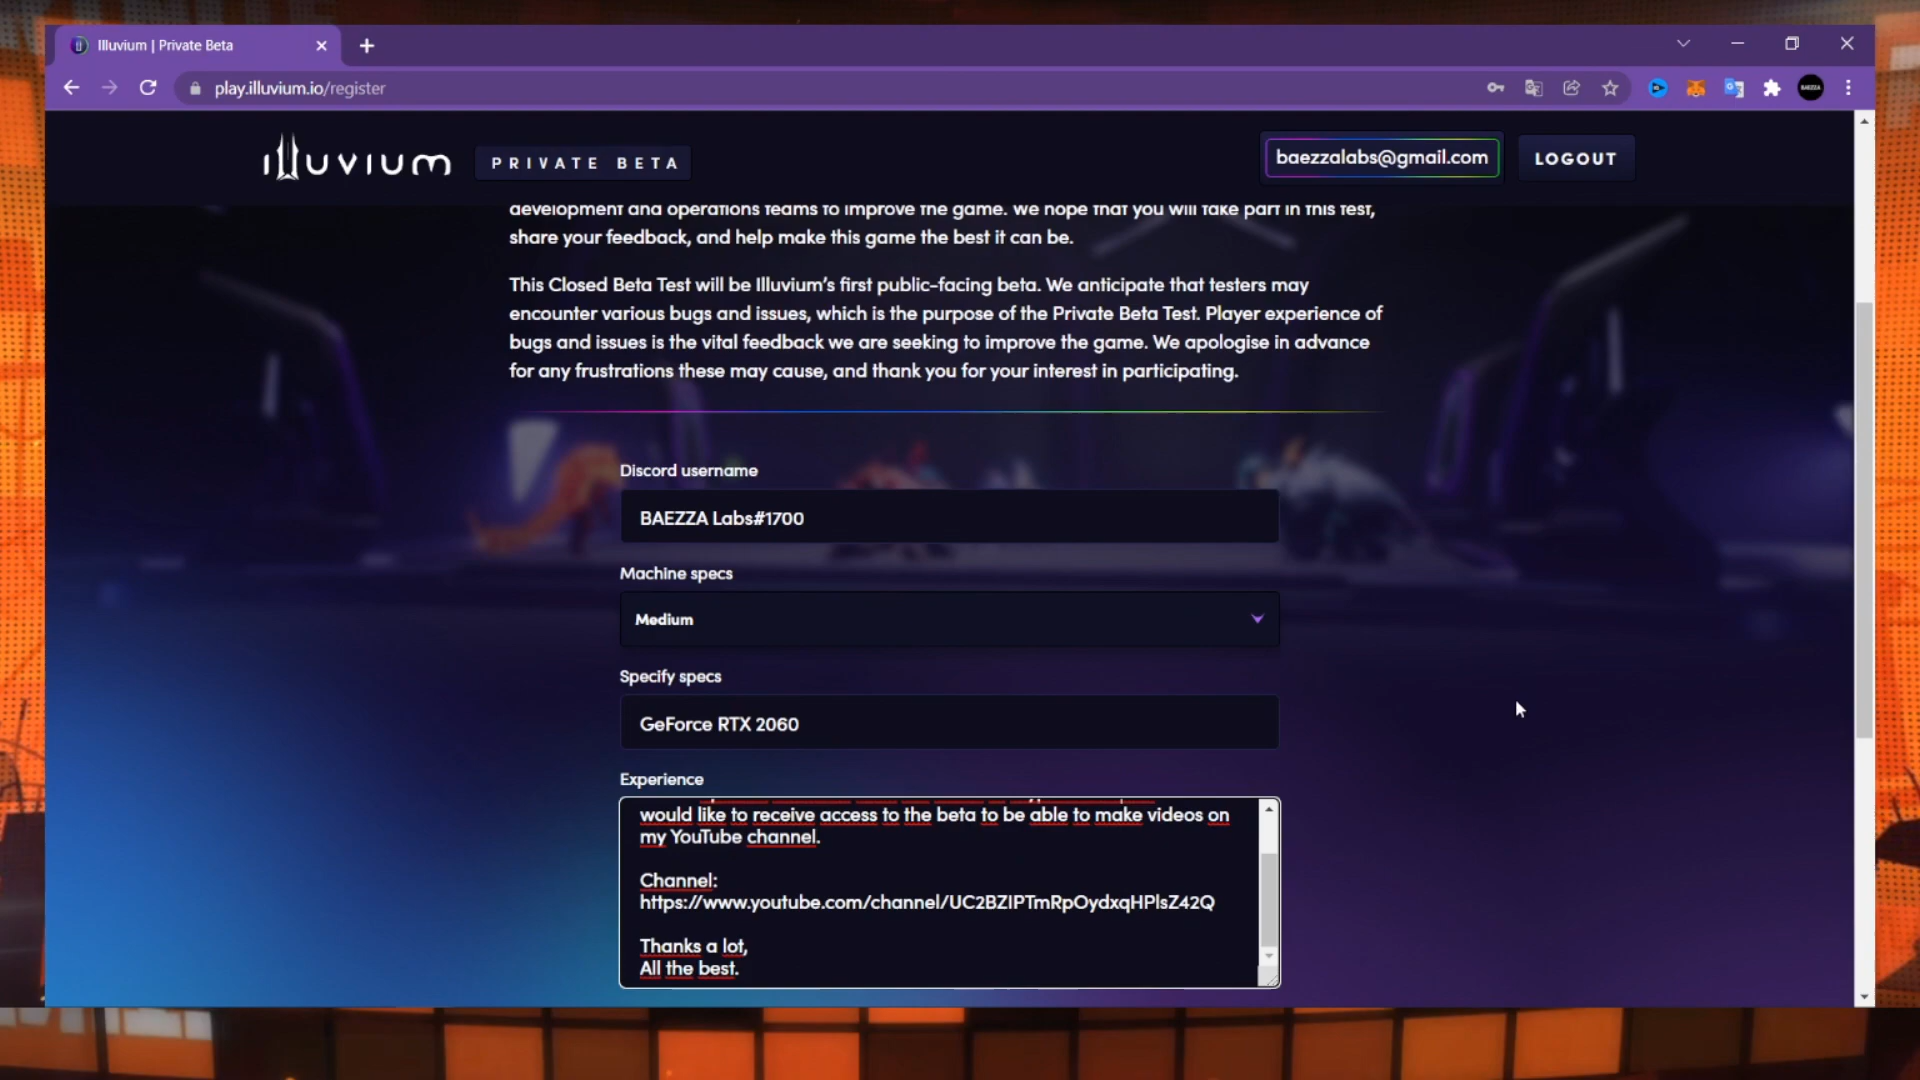 Illuvium | Private Beta
play.illuvium.io/register
BAEZZA
illuvium
PRIVATE BETA
baezzalabs@gmail.com
LOGOUT
development and operations teams to improve the game. We hope that you will take part in this test,
share your feedback, and help make this game the best it can be.
This Closed Beta Test will be Illuvium's first public-facing beta. We anticipate that testers may
encounter various bugs and issues, which is the purpose of the Private Beta Test. Player experience of
bugs and issues is the vital feedback we are seeking to improve the game. We apologise in advance
for any frustrations these may cause, and thank you for your interest in participating.
Discord username
BAEZZA Labs#1700
Machine specs
Medium
Specify specs
GeForce RTX 2060
Experience
would like to receive access to the beta to be able to make videos on
my YouTube channel.
Channel:
https://www.youtube.com/channel/UC2BZIPTmRpOydxqHPlsZ42Q
Thanks a lot,
All the best.